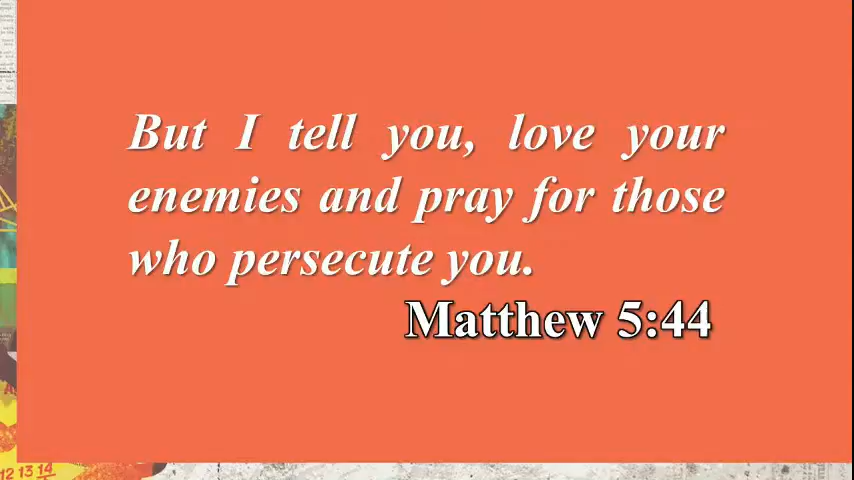 But I tell you, love your
enemies and pray for those
who persecute you.
Matthew 5:44
12 13 14